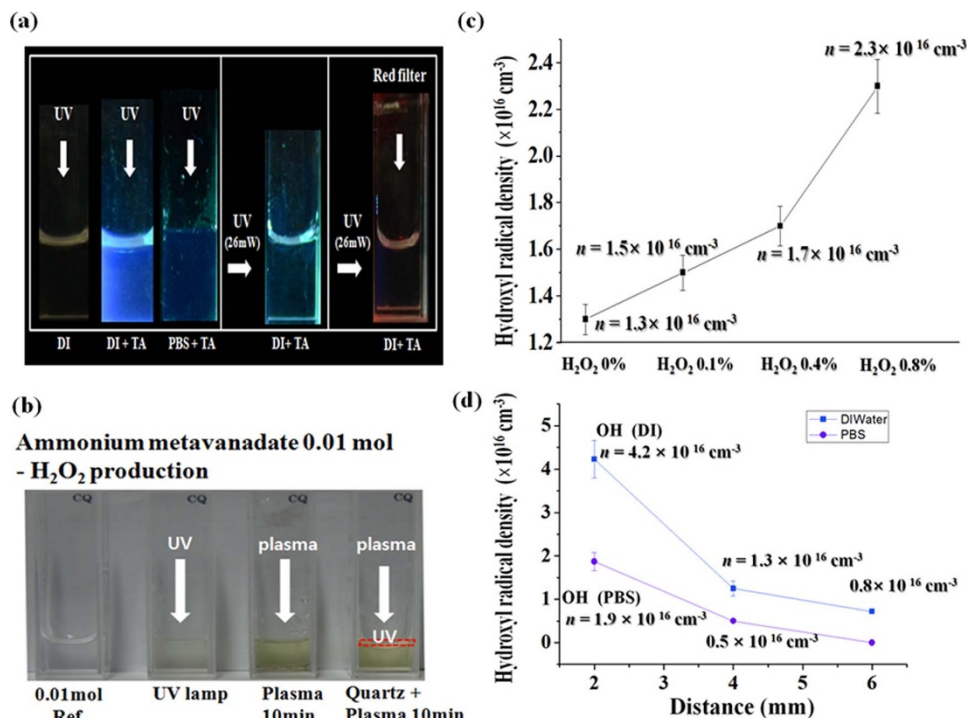 (a)
Red filter
UV
UV
UV
UV
(26mW)
UV
(26mW)
DI
DI + TA
PBS + TA
DI+ TA
DI+ TA
(b)
Ammonium metavanadate 0.01 mol
- H₂O₂ production
CQ
CQ
CQ
CQ
UV
plasma
plasma
UV
0.01mol
Ref
UV lamp
Plasma
10min
Quartz +
Plasma 10min
(c)
Hydroxyl radical density (×10¹⁶ cm⁻³)
2.4
2.2
2.0
1.8
1.6
1.4
1.2
n = 2.3× 10 ¹⁶ cm⁻³
n = 1.5× 10 ¹⁶ cm⁻³
n = 1.7× 10 ¹⁶ cm⁻³
n = 1.3× 10 ¹⁶ cm⁻³
H₂O₂ 0%
H₂O₂ 0.1%
H₂O₂ 0.4%
H₂O₂ 0.8%
(d)
Hydroxyl radical density (×10¹⁶ cm⁻³)
5
4
3
2
1
0
DIWater
PBS
OH (DI)
n = 4.2 × 10 ¹⁶ cm⁻³
n = 1.3 × 10 ¹⁶ cm⁻³
0.8× 10 ¹⁶ cm⁻³
OH (PBS)
n = 1.9 × 10 ¹⁶ cm⁻³
0.5 × 10 ¹⁶ cm⁻³
2
3
4
5
6
Distance (mm)